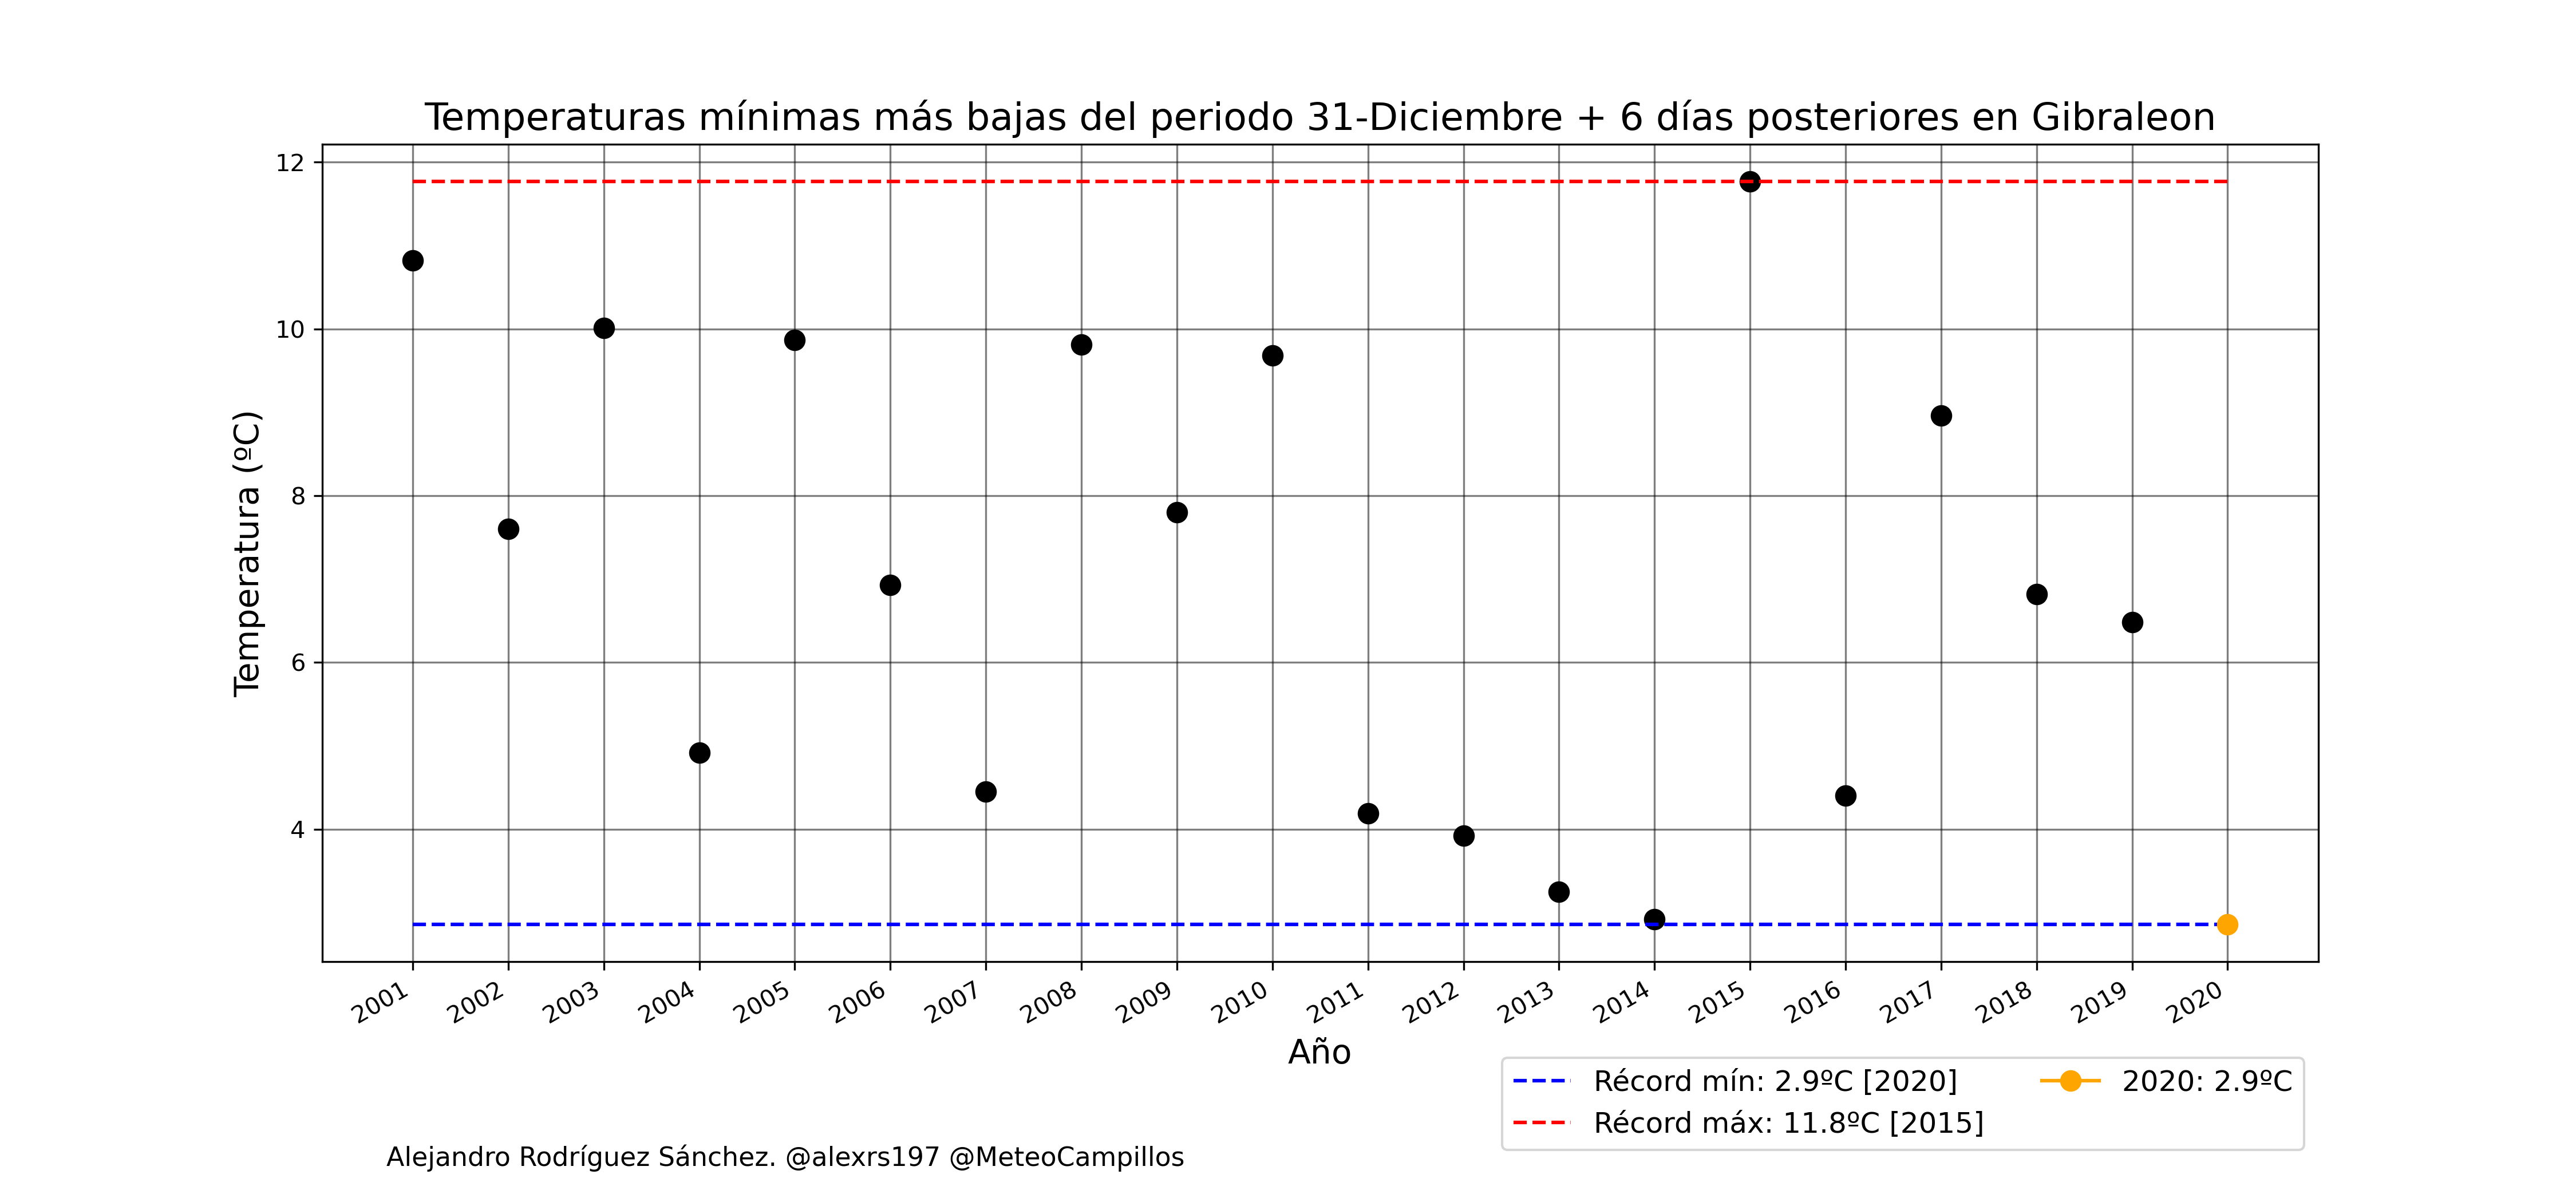 Temperaturas mínimas más bajas del periodo 31-Diciembre + 6 días posteriores en Gibraleon
Temperatura (ºC)
12
10
8
6
4
2001 2002 2003 2004 2005 2006 2007 2008 2009 2010 2011 2012 2013 2014 2015 2016 2017 2018 2019 2020
Año
Récord mín: 2.9ºC [2020]
Récord máx: 11.8ºC [2015]
2020: 2.9ºC
Alejandro Rodríguez Sánchez. @alexrs197 @MeteoCampillos